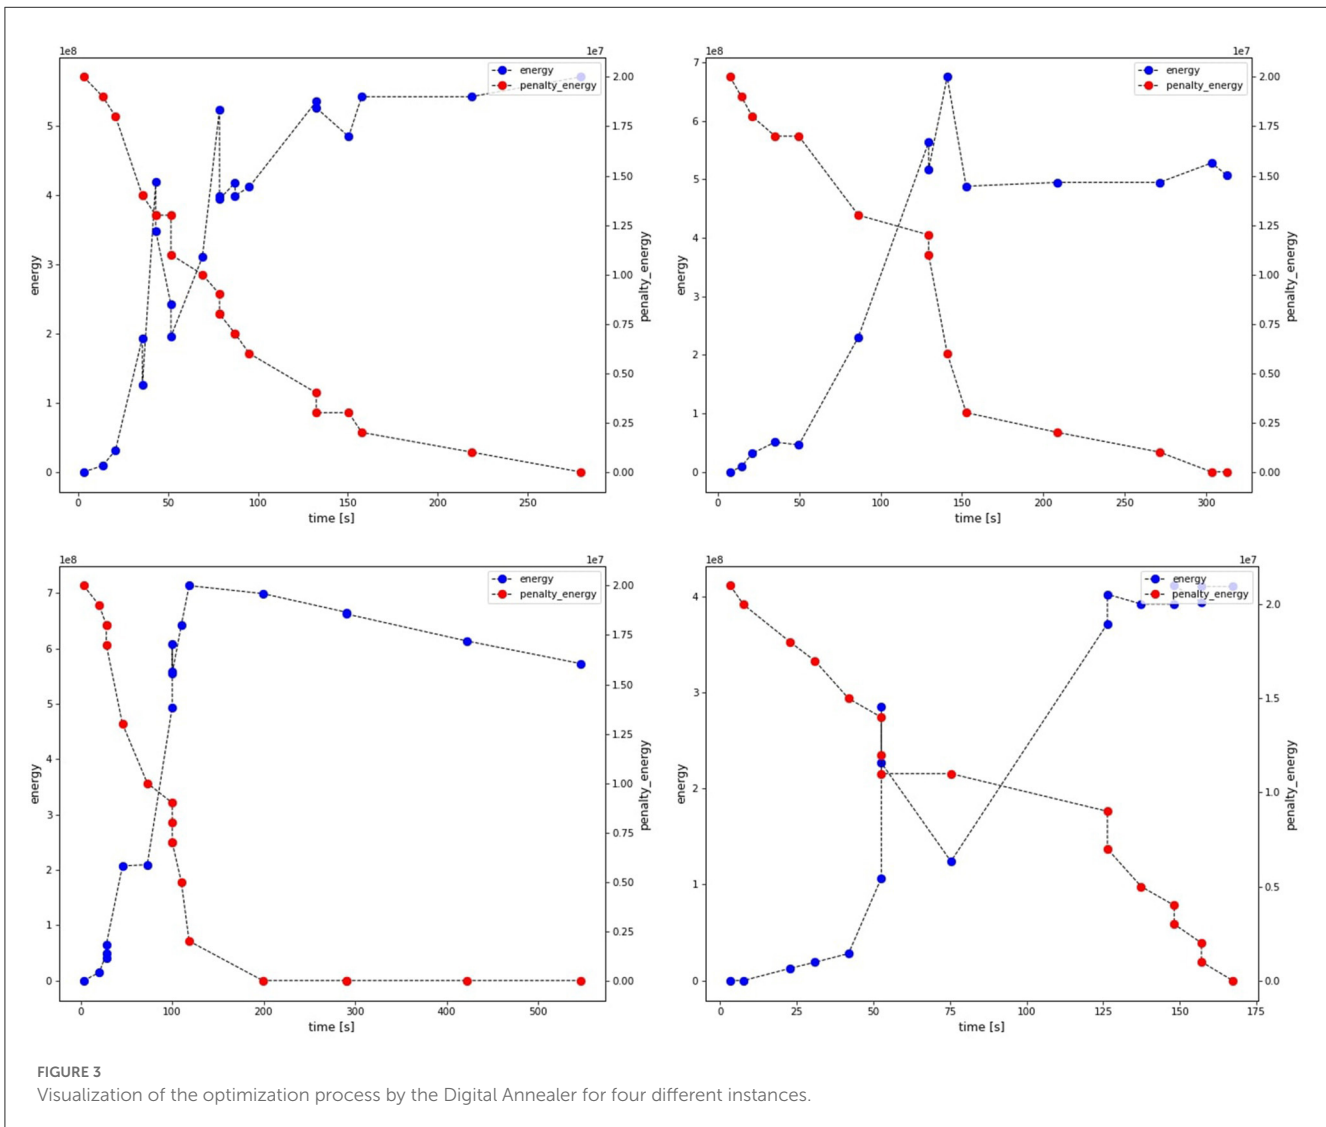 1e8 1e7
energy
penalty_energy
5
4
3
2
1
0
energy
2.00
1.75
1.50
1.25
1.00
0.75
0.50
0.25
0.00
penalty_energy
0 50 100 150 200 250
time [s]
1e8 1e7
energy
penalty_energy
7
6
5
4
3
2
1
0
energy
2.00
1.75
1.50
1.25
1.00
0.75
0.50
0.25
0.00
penalty_energy
0 50 100 150 200 250 300
time [s]
1e8 1e7
energy
penalty_energy
7
6
5
4
3
2
1
0
energy
2.00
1.75
1.50
1.25
1.00
0.75
0.50
0.25
0.00
penalty_energy
0 100 200 300 400 500
time [s]
1e8 1e7
energy
penalty_energy
4
3
2
1
0
energy
2.0
1.5
1.0
0.5
0.0
penalty_energy
0 25 50 75 100 125 150 175
time [s]
FIGURE 3
Visualization of the optimization process by the Digital Annealer for four different instances.